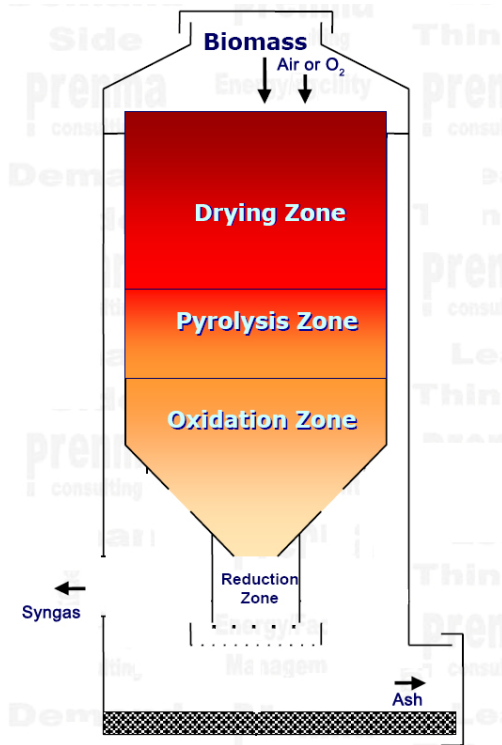 Biomass
Air or O₂
Drying Zone
Pyrolysis Zone
Oxidation Zone
Reduction
Zone
Syngas
Ash